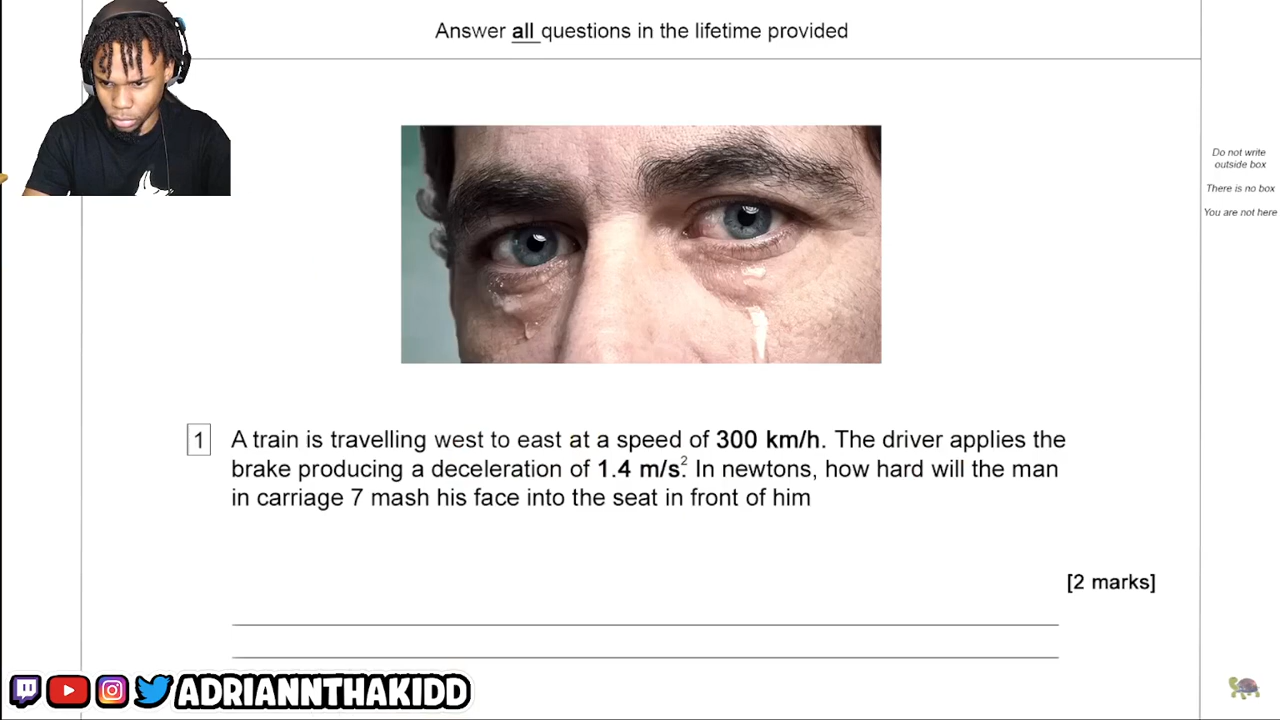 Answer all questions in the lifetime provided
Do not write
outside box
There is no box
You are not here
1 A train is travelling west to east at a speed of 300 km/h. The driver applies the
brake producing a deceleration of 1.4 m/s². In newtons, how hard will the man
in carriage 7 mash his face into the seat in front of him
[2 marks]
ADRIANNTHAKIDD